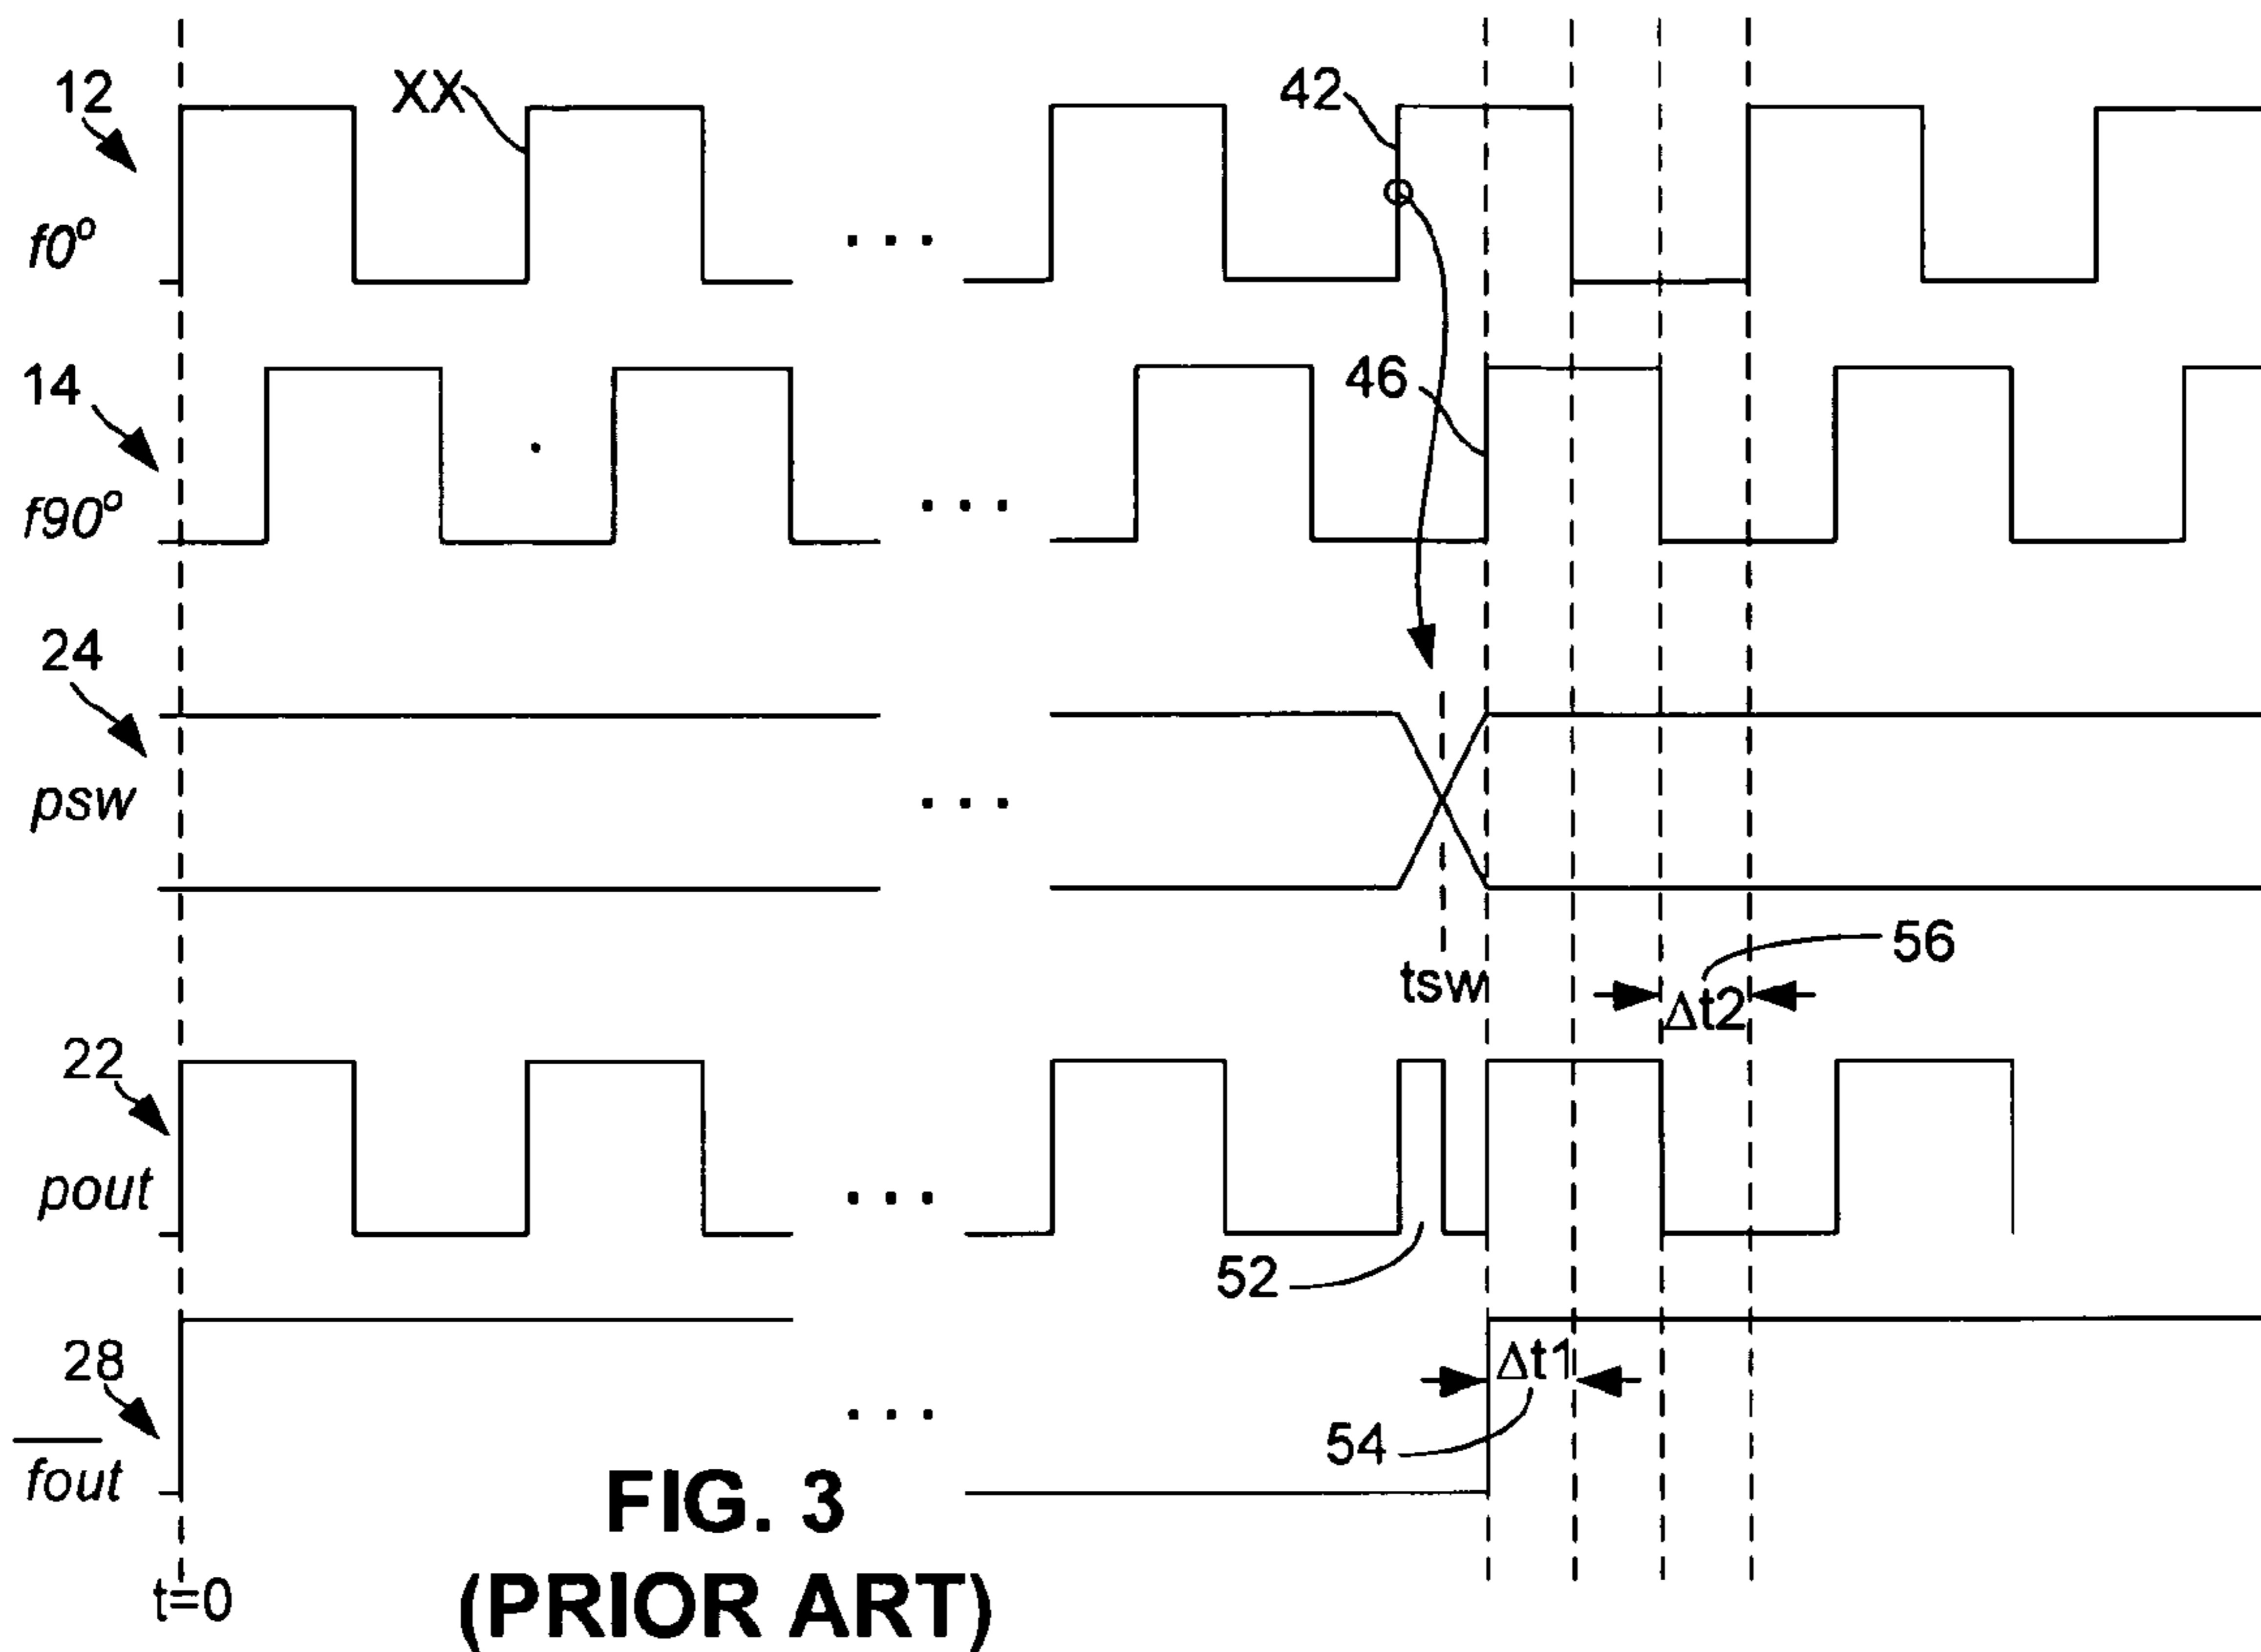 12
XX
42
f0°
14
46
f90°
24
psw
tsw
56
Δt2
22
pout
52
28
Δt1
54
fout
t=0
FIG. 3
(PRIOR ART)